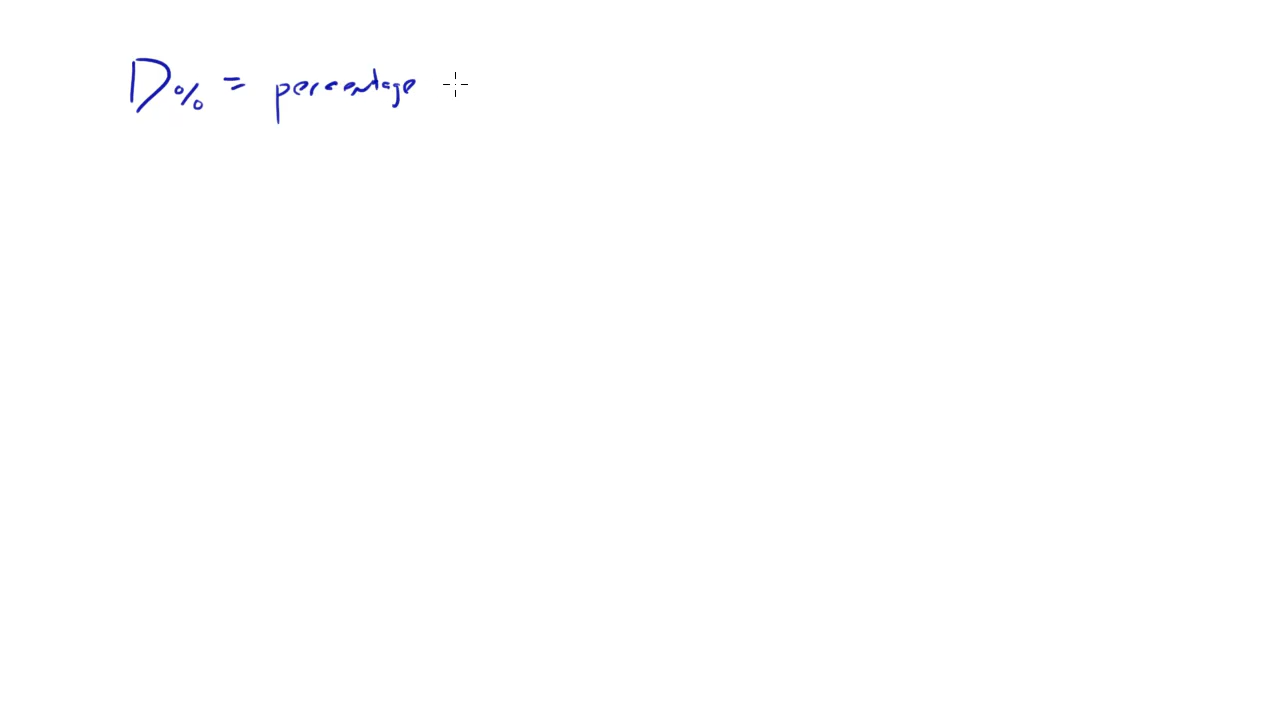 D% = percentage